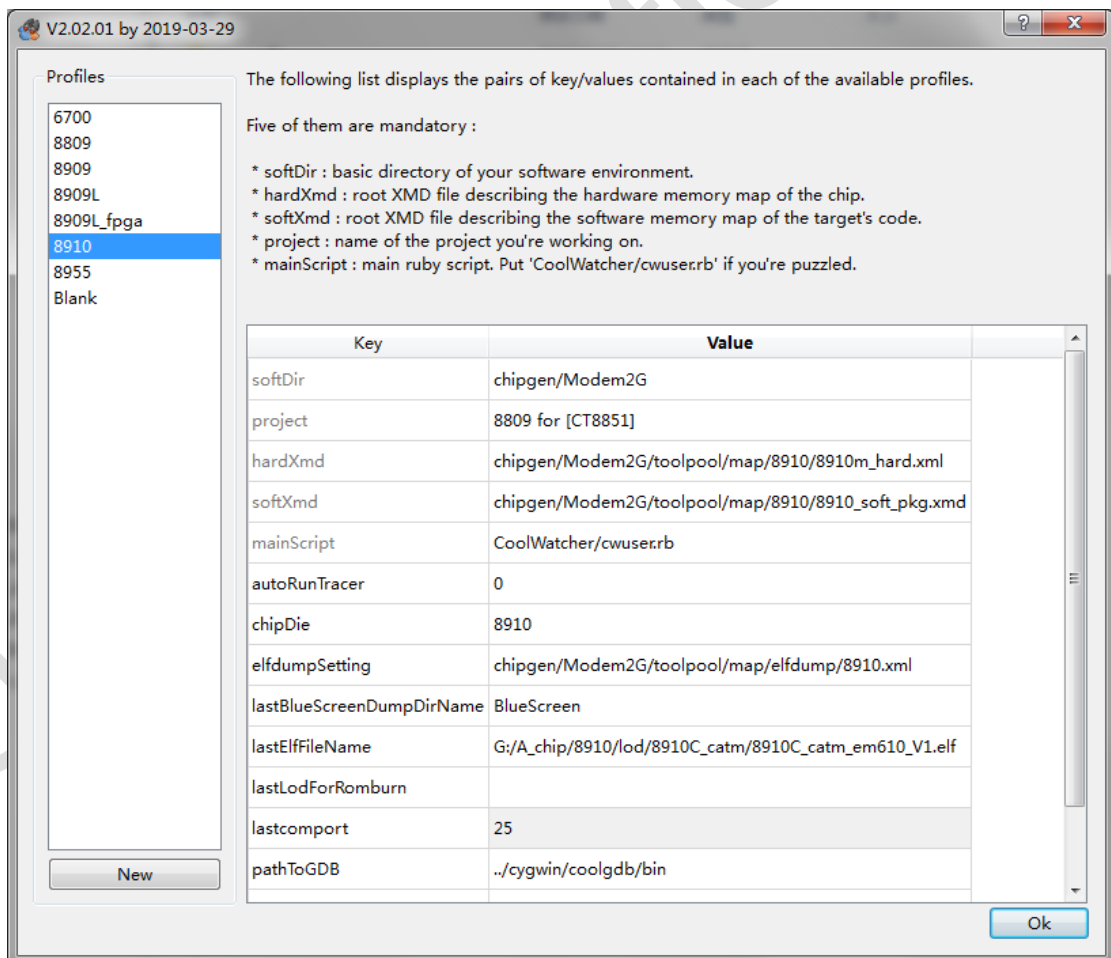 V2.02.01 by 2019-03-29
Profiles
6700
8809
8909
8909L
8909L_fpga
8910
8955
Blank
New
The following list displays the pairs of key/values contained in each of the available profiles.
Five of them are mandatory :
* softDir : basic directory of your software environment.
* hardXmd : root XMD file describing the hardware memory map of the chip.
* softXmd : root XMD file describing the software memory map of the target's code.
* project : name of the project you're working on.
* mainScript : main ruby script. Put 'CoolWatcher/cwuser.rb' if you're puzzled.
Key Value
softDir chipgen/Modem2G
project 8809 for [CT8851]
hardXmd chipgen/Modem2G/toolpool/map/8910/8910m_hard.xml
softXmd chipgen/Modem2G/toolpool/map/8910/8910_soft_pkg.xmd
mainScript CoolWatcher/cwuser.rb
autoRunTracer 0
chipDie 8910
elfdumpSetting chipgen/Modem2G/toolpool/map/elfdump/8910.xml
lastBlueScreenDumpDirName BlueScreen
lastElfFileName G:/A_chip/8910/lod/8910C_catm/8910C_catm_em610_V1.elf
lastLodForRomburn
lastcomport 25
pathToGDB ../cygwin/coolgdb/bin
Ok